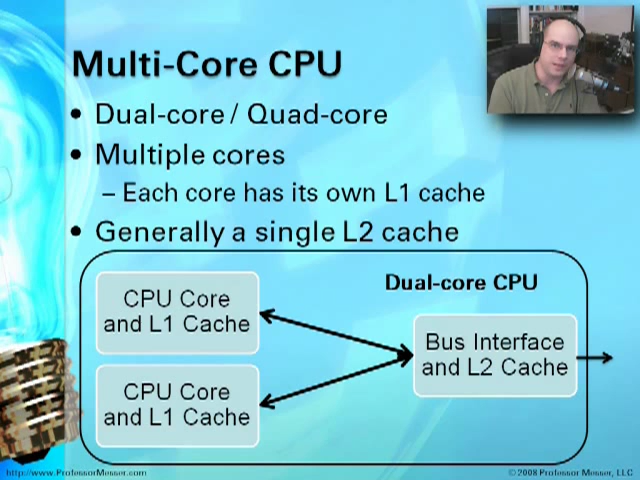 Multi-Core CPU
• Dual-core / Quad-core
• Multiple cores
– Each core has its own L1 cache
• Generally a single L2 cache
Dual-core CPU
CPU Core
and L1 Cache
Bus Interface
and L2 Cache
CPU Core
and L1 Cache
http://www.ProfessorMesser.com
© 2008 Professor Messer, LLC